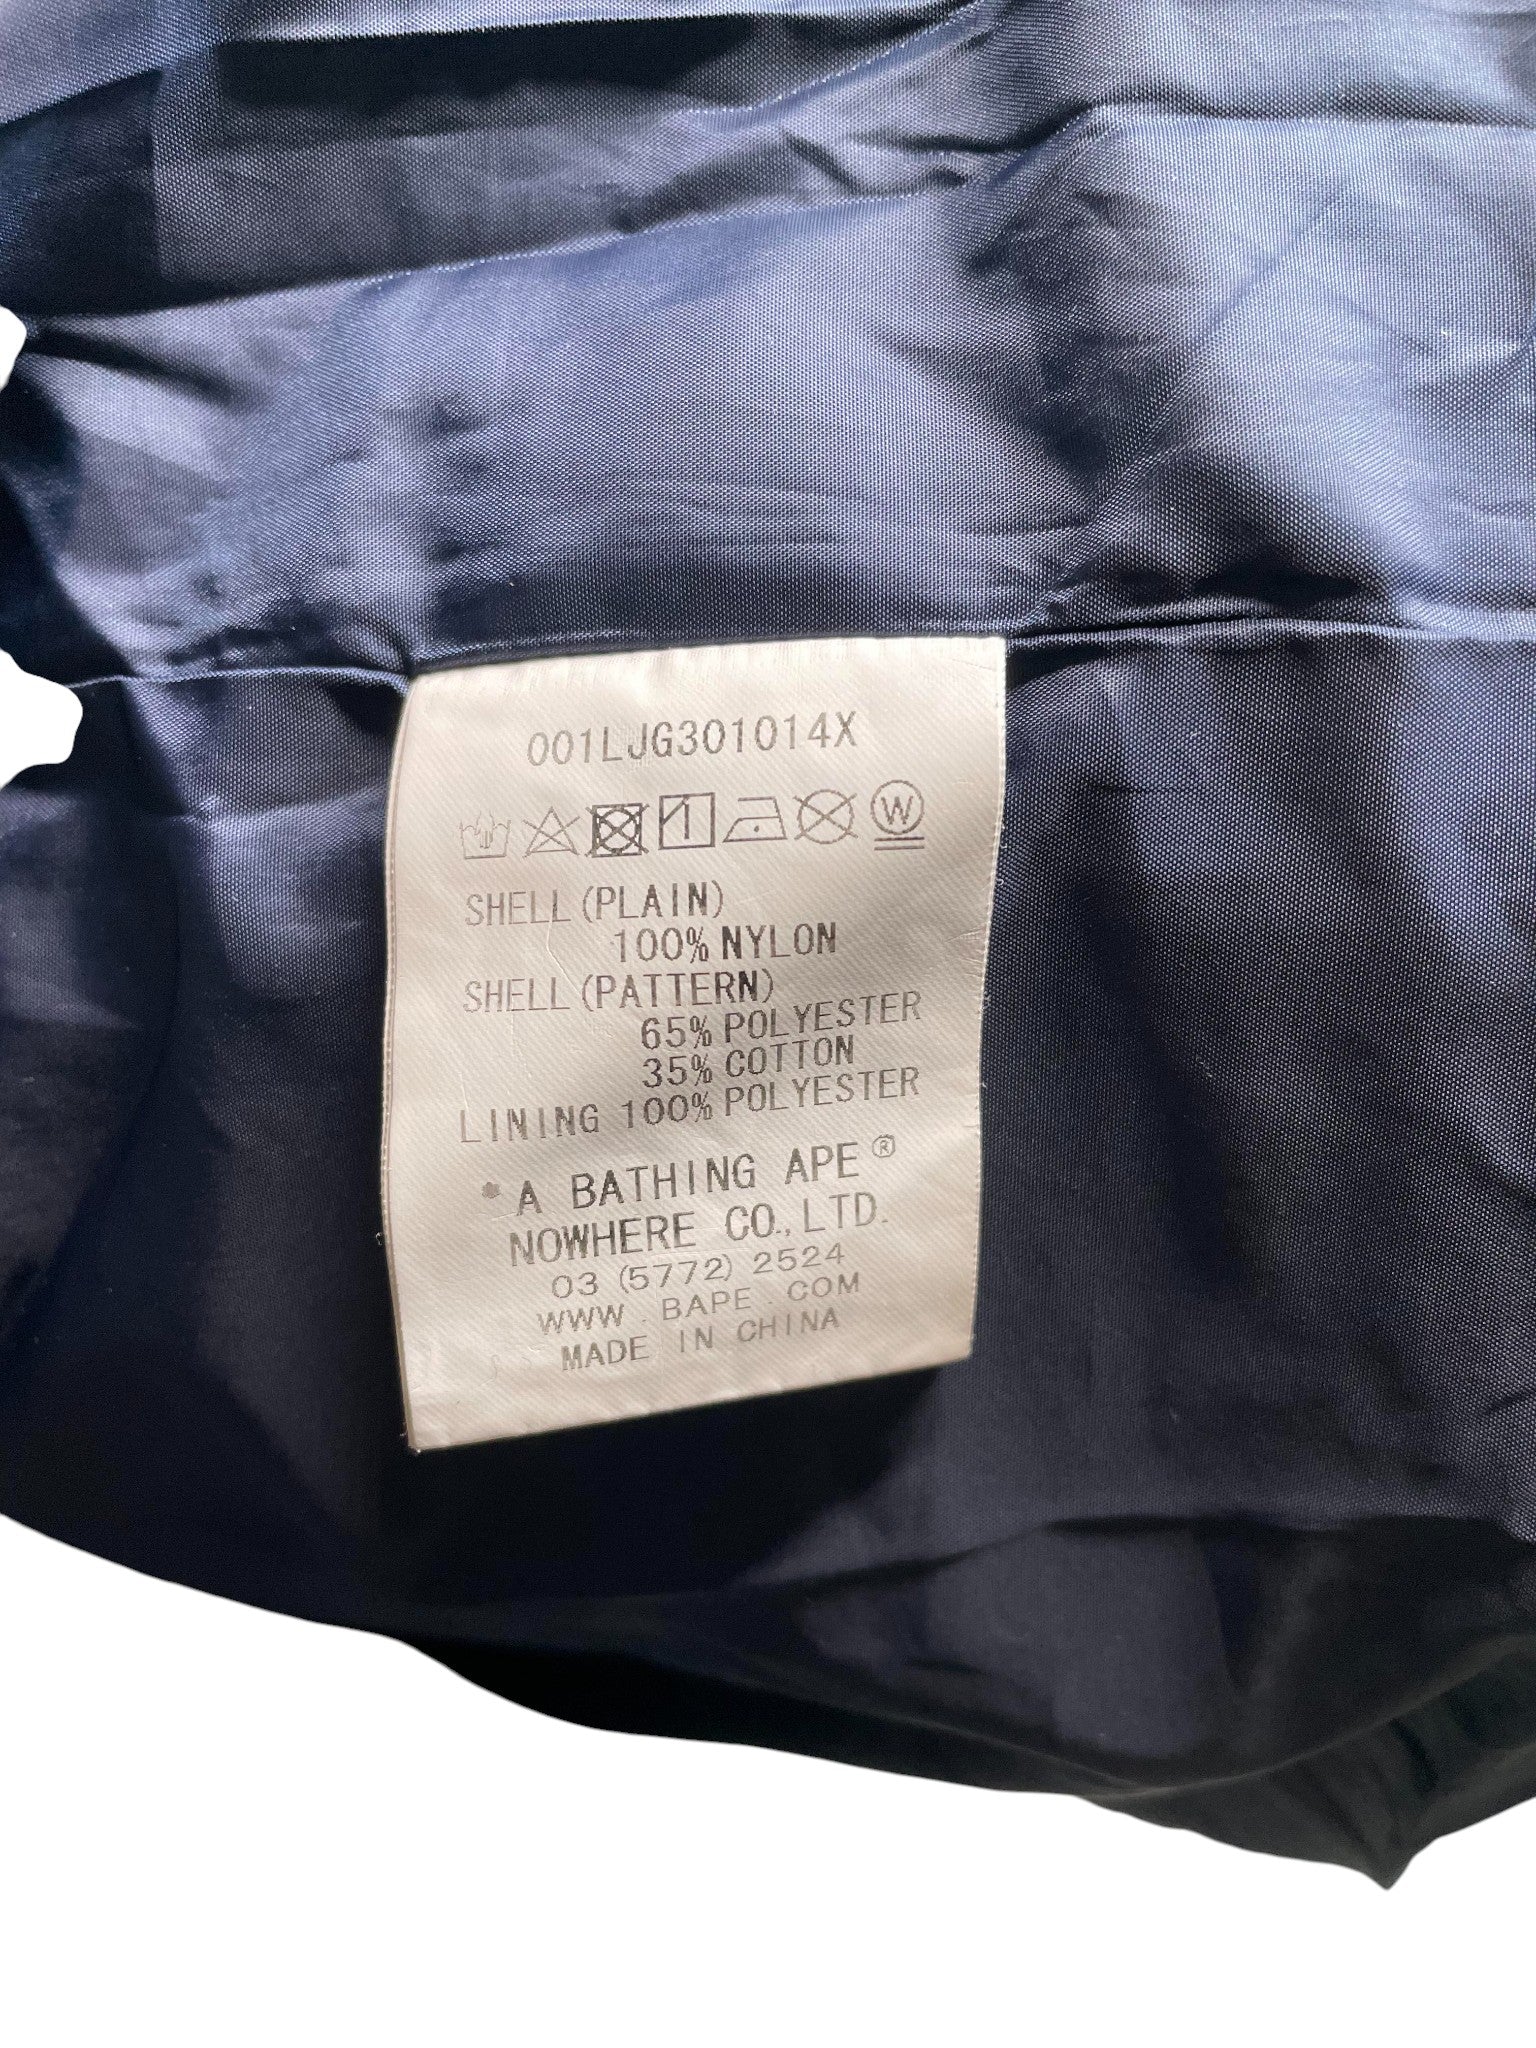 001LJG301014X
W
SHELL (PLAIN)
100% NYLON
SHELL (PATTERN)
65% POLYESTER
35% COTTON
LINING 100% POLYESTER
A BATHING APE®
NOWHERE CO., LTD.
03 (5772) 2524
WWW.BAPE.COM
MADE IN CHINA